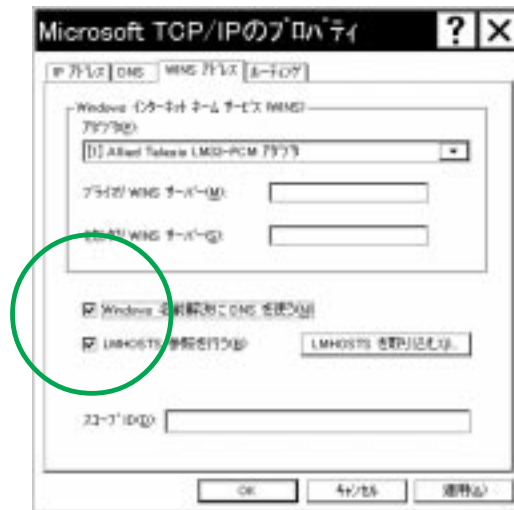 Microsoft TCP/IPのﾌﾟﾛﾊﾟﾃｨ
IP ｱﾄﾞﾚｽ DNS WINS ｱﾄﾞﾚｽ ﾙｰﾃｨﾝｸﾞ
Windows ｲﾝﾀｰﾈｯﾄ ﾈｰﾑ ｻｰﾋﾞｽ (WINS)
ｱﾀﾞﾌﾟﾀ(P):
[1] Allied Telesis LM33-PCM ｱﾀﾞﾌﾟﾀ
ﾌﾟﾗｲﾏﾘ WINS ｻｰﾊﾞｰ(M):
ｾｶﾝﾀﾞﾘ WINS ｻｰﾊﾞｰ(S):
Windows 名前解決に DNS を使う(N)
LMHOSTS 参照を行う(B)
LMHOSTS を取り込む(I)...
ｽｺｰﾌﾟ ID(D):
OK ｷｬﾝｾﾙ 適用(A)